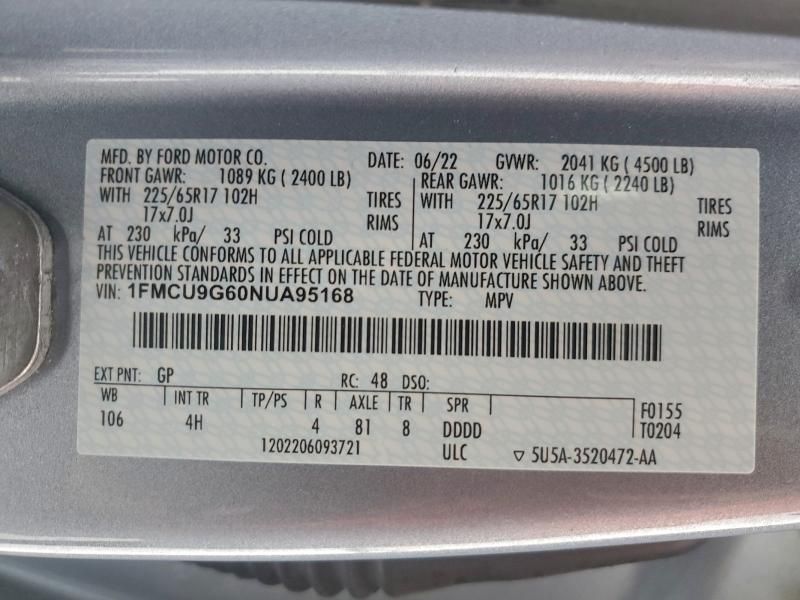 MFD. BY FORD MOTOR CO. DATE: 06/22 GVWR: 2041 KG ( 4500 LB)
FRONT GAWR: 1089 KG ( 2400 LB) REAR GAWR: 1016 KG ( 2240 LB)
WITH 225/65R17 102H TIRES WITH 225/65R17 102H TIRES
17x7.0J RIMS 17x7.0J RIMS
AT 230 kPa/ 33 PSI COLD AT 230 kPa/ 33 PSI COLD
THIS VEHICLE CONFORMS TO ALL APPLICABLE FEDERAL MOTOR VEHICLE SAFETY AND THEFT
PREVENTION STANDARDS IN EFFECT ON THE DATE OF MANUFACTURE SHOWN ABOVE.
VIN: 1FMCU9G60NUA95168 TYPE: MPV
EXT PNT: GP RC: 48 DSO:
WB INT TR TP/PS R AXLE TR SPR F0155
106 4H 4 81 8 DDDD T0204
1202206093721 ULC ▽ 5U5A-3520472-AA